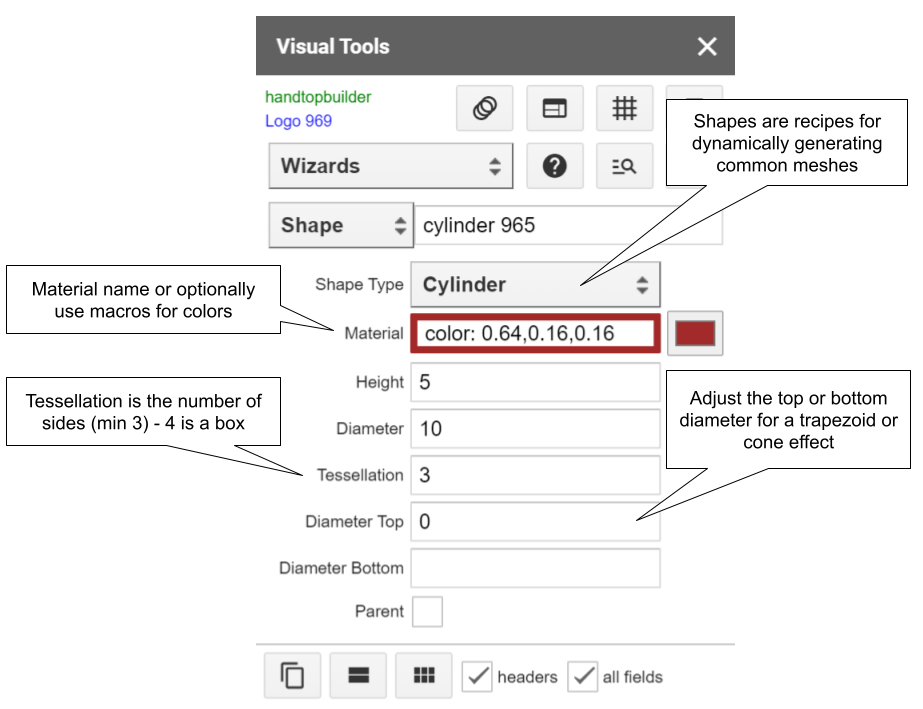 Visual Tools
handtopbuilder
Logo 969
Shapes are recipes for
dynamically generating
common meshes
Wizards
Shape
cylinder 965
Shape Type
Cylinder
Material name or optionally
use macros for colors
Material
color: 0.64,0.16,0.16
Height
5
Tessellation is the number of
sides (min 3) - 4 is a box
Adjust the top or bottom
diameter for a trapezoid or
cone effect
Diameter
10
Tessellation
3
Diameter Top
0
Diameter Bottom
Parent
headers
all fields